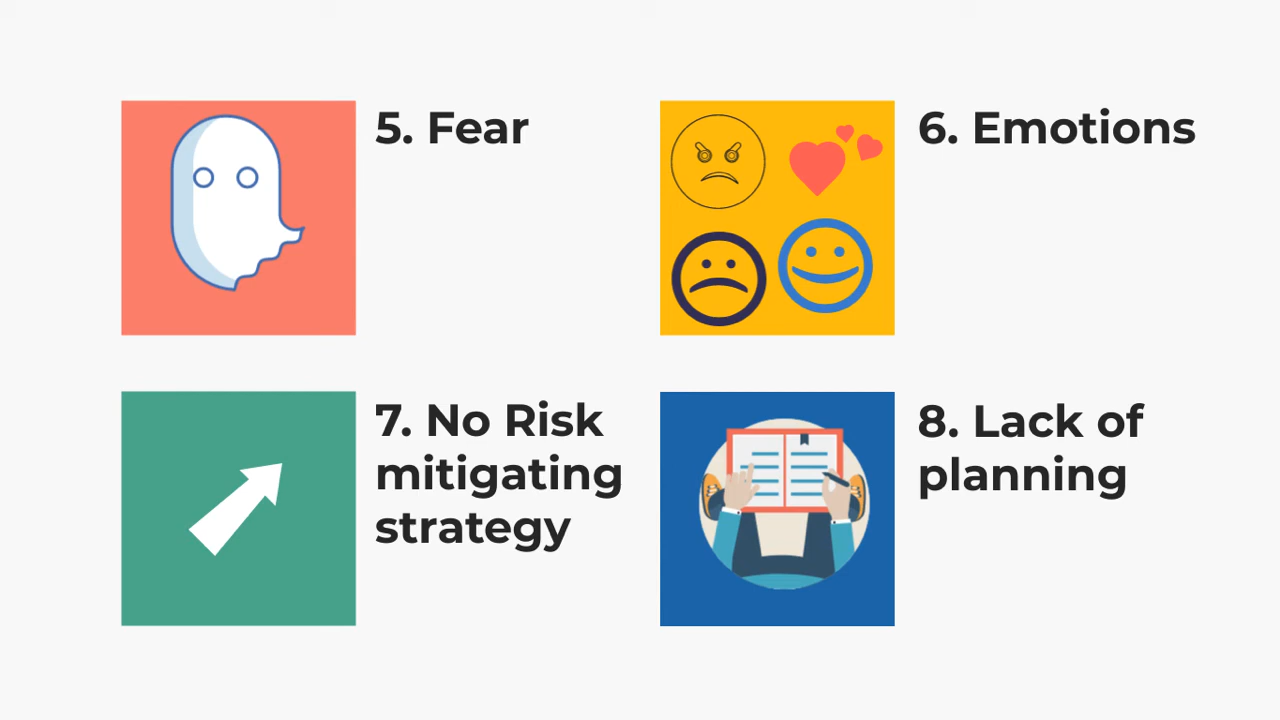 5. Fear
6. Emotions
7. No Risk
mitigating
strategy
8. Lack of
planning